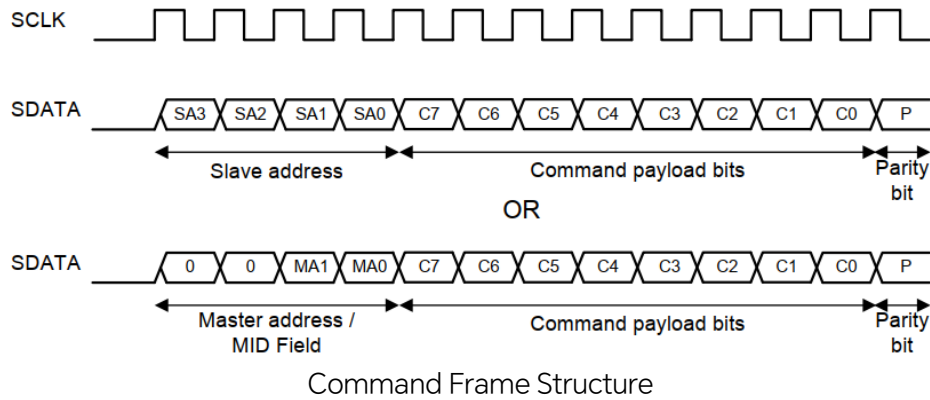 SCLK
SDATA SA3 SA2 SA1 SA0 C7 C6 C5 C4 C3 C2 C1 C0 P
Slave address Command payload bits Parity
bit
OR
SDATA 0 0 MA1 MA0 C7 C6 C5 C4 C3 C2 C1 C0 P
Master address / Command payload bits Parity
MID Field bit
Command Frame Structure